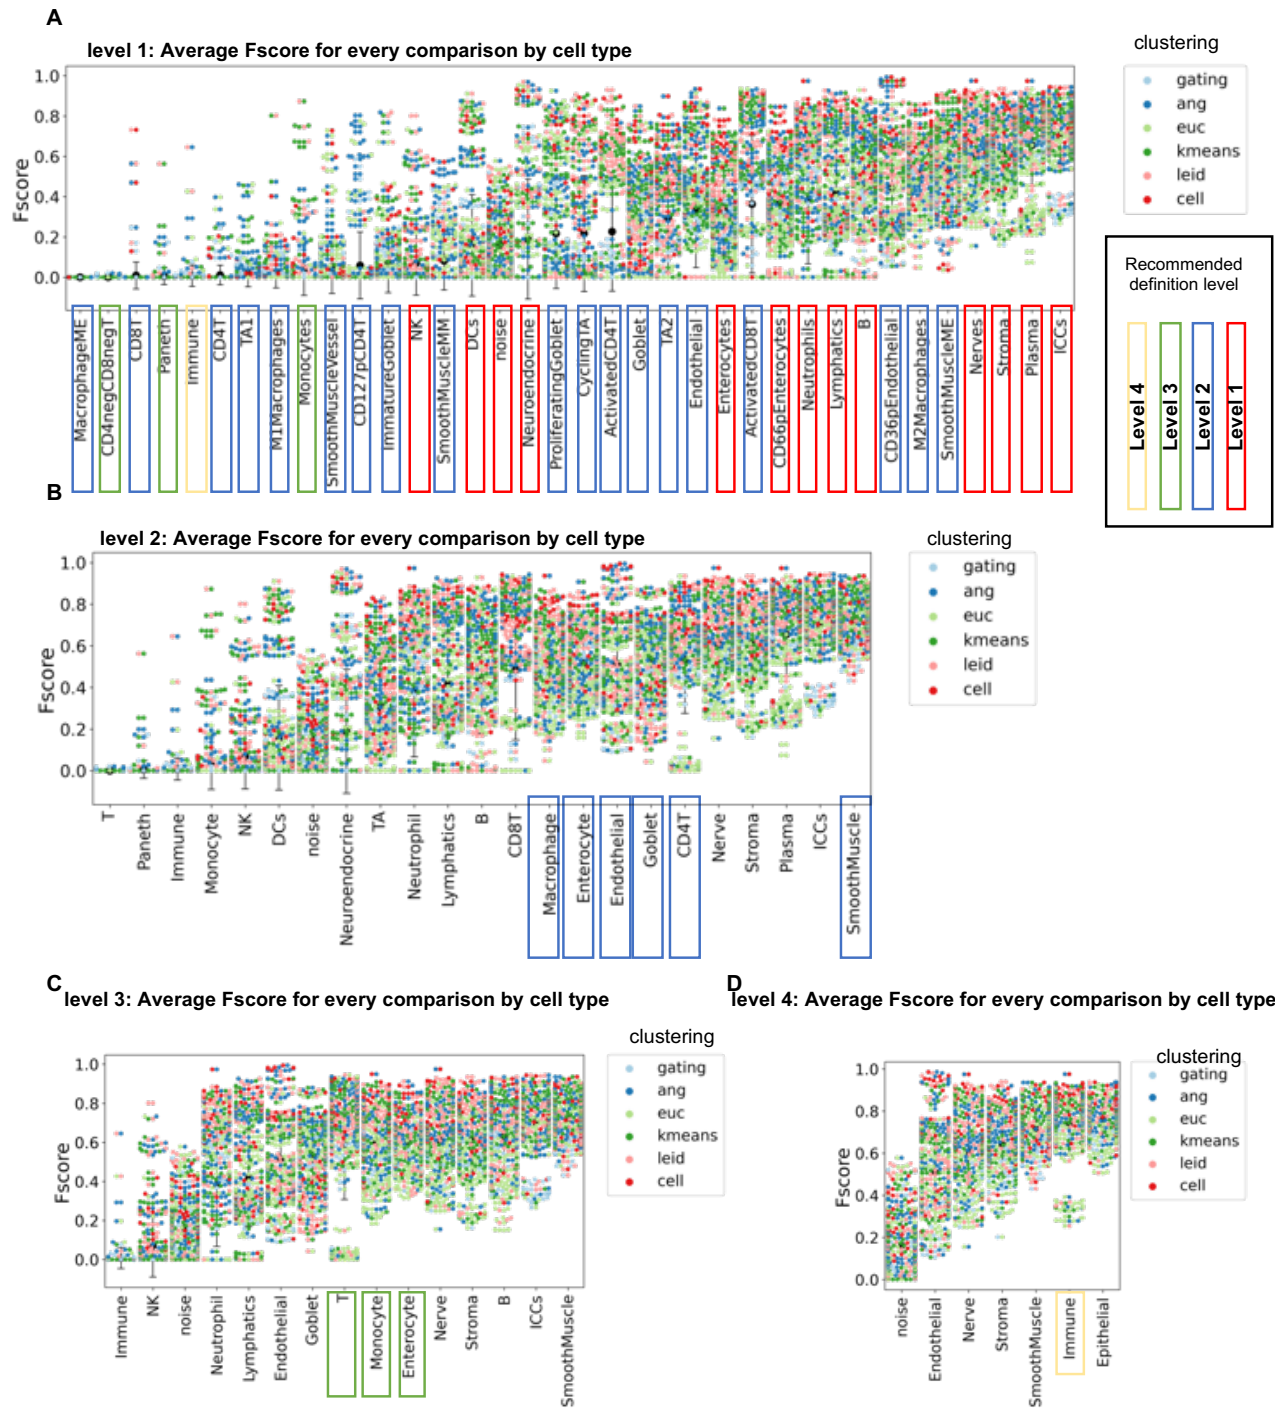 A
level 1: Average Fscore for every comparison by cell type
clustering
gating
ang
euc
kmeans
leid
cell
Fscore
1.0
0.8
0.6
0.4
0.2
0.0
MacrophageME
CD4negCD8negT
CD8T
Paneth
Immune
CD4T
TA1
M1Macrophages
Monocytes
SmoothMuscleVessel
CD127pCD4T
ImmatureGoblet
NK
SmoothMuscleMM
DCs
noise
Neuroendocrine
ProliferatingGoblet
CyclingTA
ActivatedCD4T
Goblet
TA2
Endothelial
Enterocytes
ActivatedCD8T
CD66pEnterocytes
Neutrophils
Lymphatics
B
CD36pEndothelial
M2Macrophages
SmoothMuscleME
Nerves
Stroma
Plasma
ICCs
Recommended
definition level
Level 4
Level 3
Level 2
Level 1
B
level 2: Average Fscore for every comparison by cell type
clustering
gating
ang
euc
kmeans
leid
cell
Fscore
1.0
0.8
0.6
0.4
0.2
0.0
T
Paneth
Immune
Monocyte
NK
DCs
noise
Neuroendocrine
TA
Neutrophil
Lymphatics
B
CD8T
Macrophage
Enterocyte
Endothelial
Goblet
CD4T
Nerve
Stroma
Plasma
ICCs
SmoothMuscle
C
level 3: Average Fscore for every comparison by cell type
clustering
gating
ang
euc
kmeans
leid
cell
Fscore
1.0
0.8
0.6
0.4
0.2
0.0
Immune
NK
noise
Neutrophil
Lymphatics
Endothelial
Goblet
T
Monocyte
Enterocyte
Nerve
Stroma
B
ICCs
SmoothMuscle
D
level 4: Average Fscore for every comparison by cell type
clustering
gating
ang
euc
kmeans
leid
cell
Fscore
1.0
0.8
0.6
0.4
0.2
0.0
noise
Endothelial
Nerve
Stroma
SmoothMuscle
Immune
Epithelial